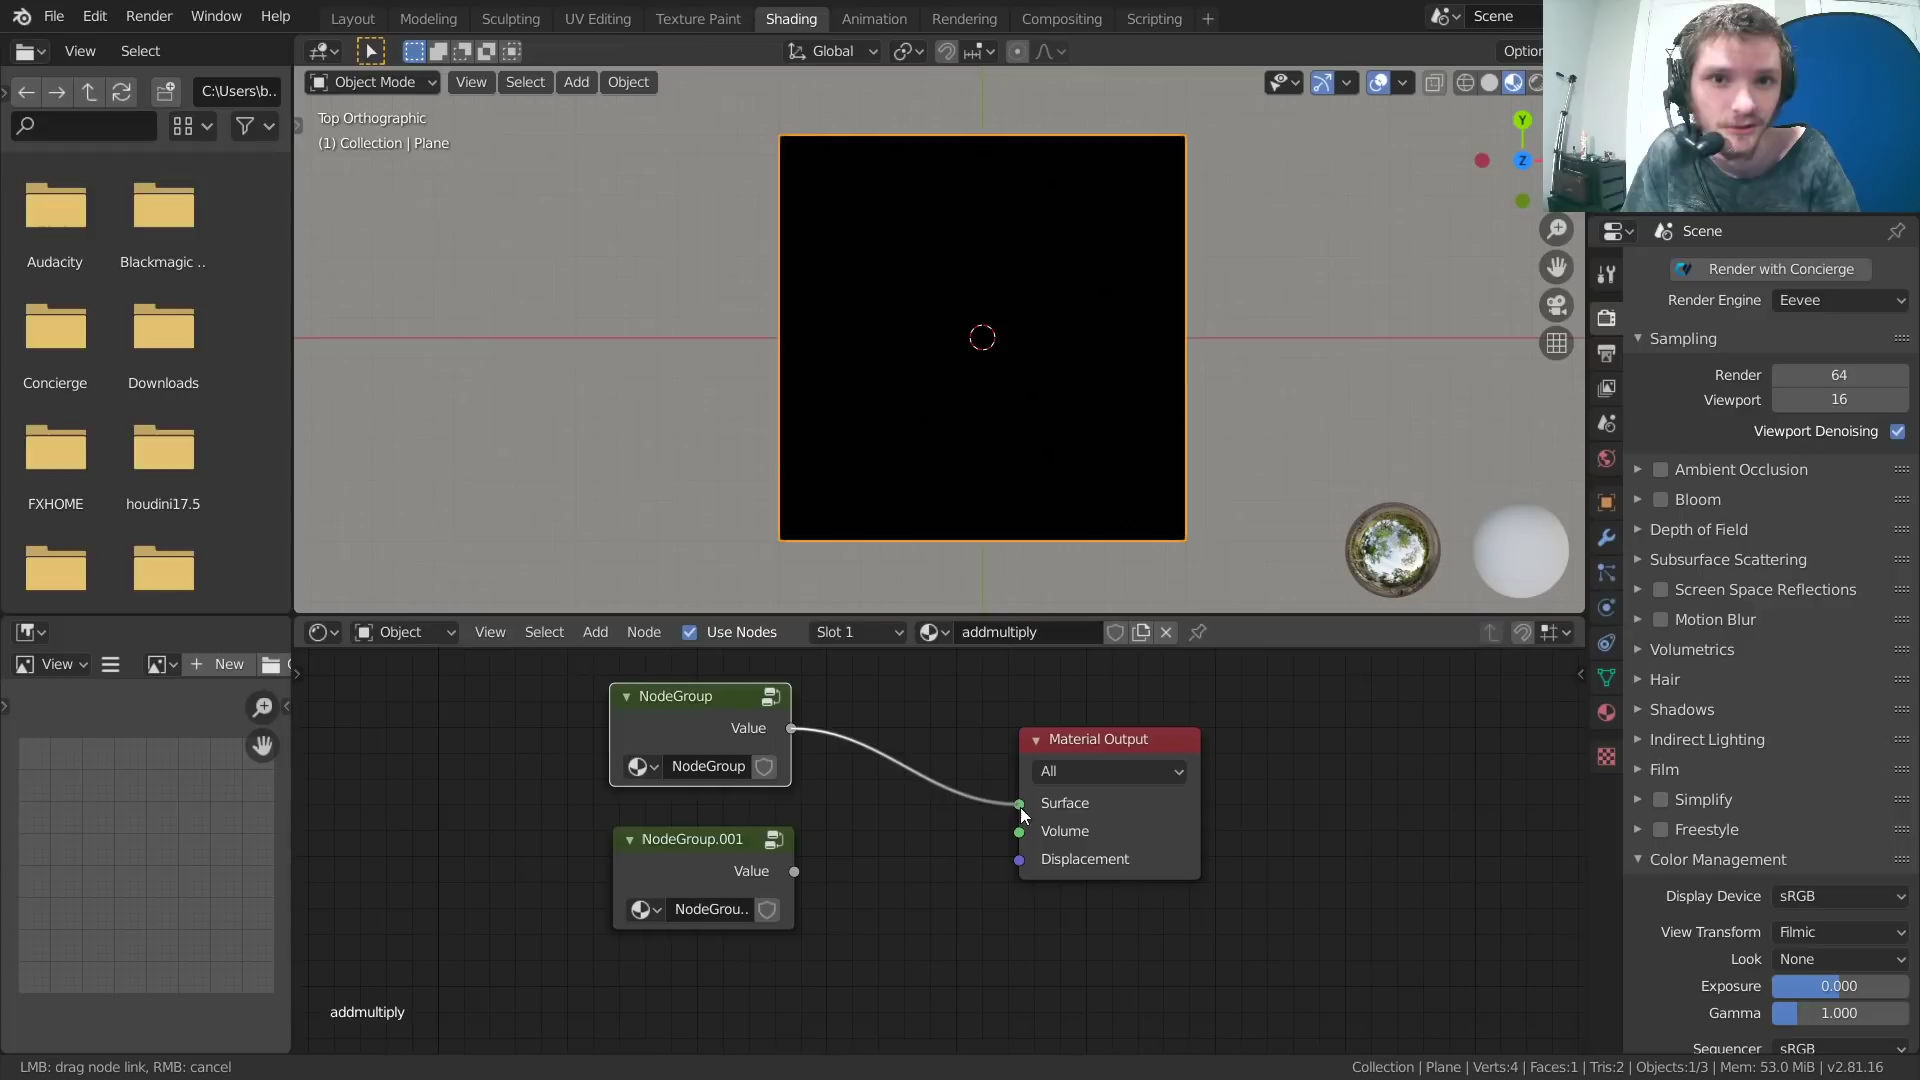 File Edit Render Window Help
Layout Modeling Sculpting UV Editing Texture Paint Shading Animation Rendering Compositing Scripting +
Scene
View Select
Global
Object Mode View Select Add Object
C:\Users\b..
Top Orthographic
(1) Collection | Plane
Y
Z
Audacity Blackmagic ..
Concierge Downloads
FXHOME houdini17.5
Scene
Render with Concierge
Render Engine Eevee
Sampling
Render 64
Viewport 16
Viewport Denoising
Ambient Occlusion
Bloom
Depth of Field
Subsurface Scattering
Screen Space Reflections
Motion Blur
Volumetrics
Hair
Shadows
Indirect Lighting
Film
Simplify
Freestyle
Color Management
Display Device sRGB
View Transform Filmic
Look None
Exposure 0.000
Gamma 1.000
Sequencer sRGB
Object View Select Add Node Use Nodes Slot 1 addmultiply
View + New
NodeGroup
Value
NodeGroup
NodeGroup.001
Value
NodeGrou..
Material Output
All
Surface
Volume
Displacement
addmultiply
LMB: drag node link, RMB: cancel
Collection | Plane | Verts:4 | Faces:1 | Tris:2 | Objects:1/3 | Mem: 53.0 MiB | v2.81.16